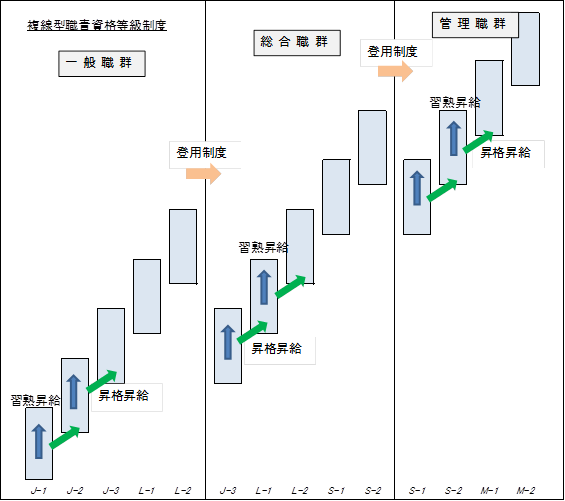 複線型職責資格等級制度
一 般 職 群
総 合 職 群
管 理 職 群
登用制度
登用制度
習熟昇給
昇格昇給
習熟昇給
昇格昇給
習熟昇給
昇格昇給
J-1 J-2 J-3 L-1 L-2 J-3 L-1 L-2 S-1 S-2 S-1 S-2 M-1 M-2